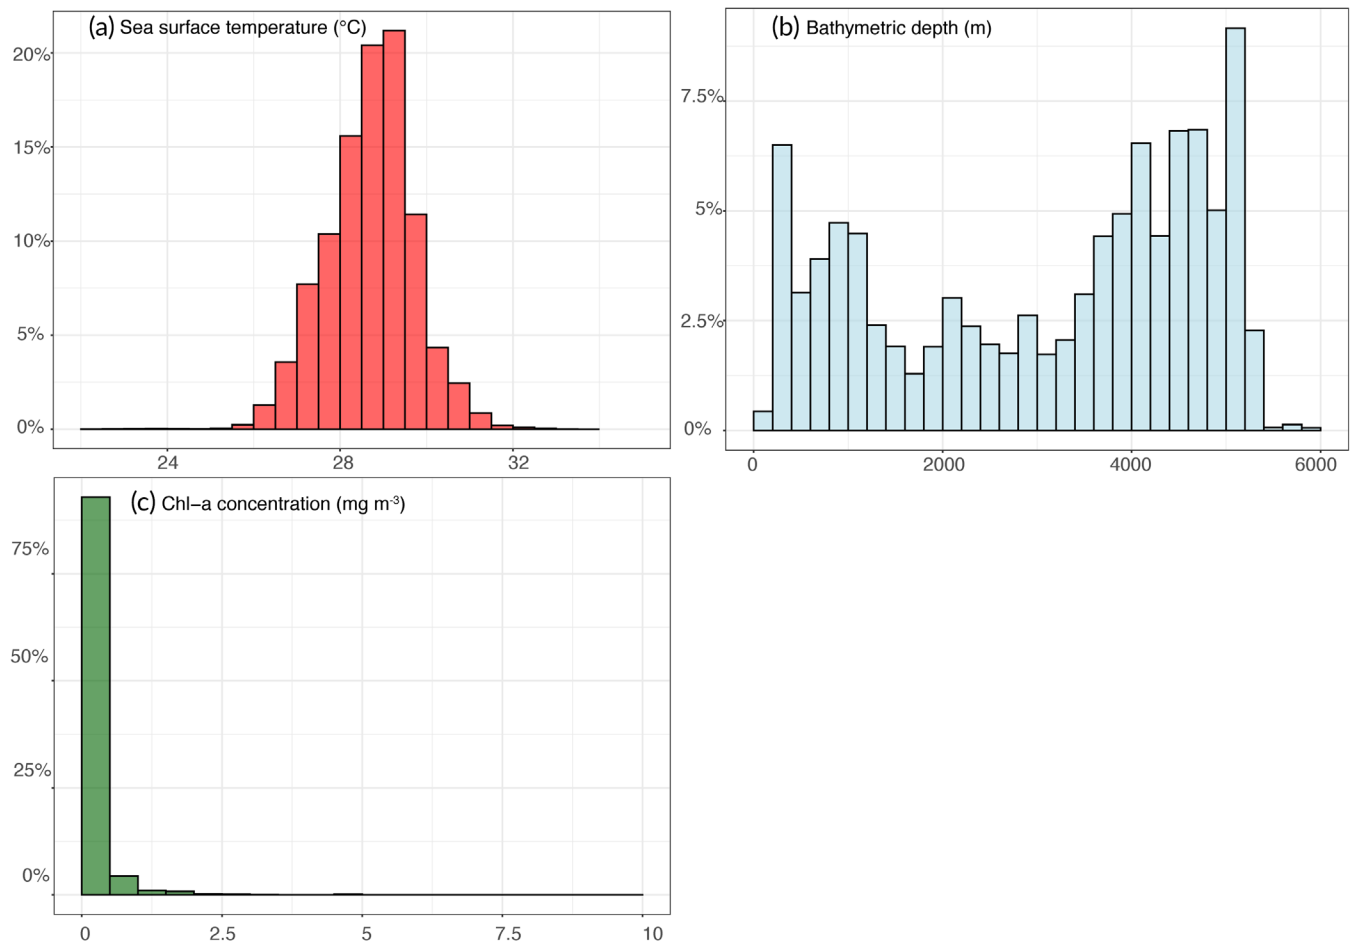 (a) Sea surface temperature (°C)
20%
15%
10%
5%
0%
24 28 32
(b) Bathymetric depth (m)
7.5%
5%
2.5%
0%
0 2000 4000 6000
(c) Chl−a concentration (mg m-3)
75%
50%
25%
0%
0 2.5 5 7.5 10